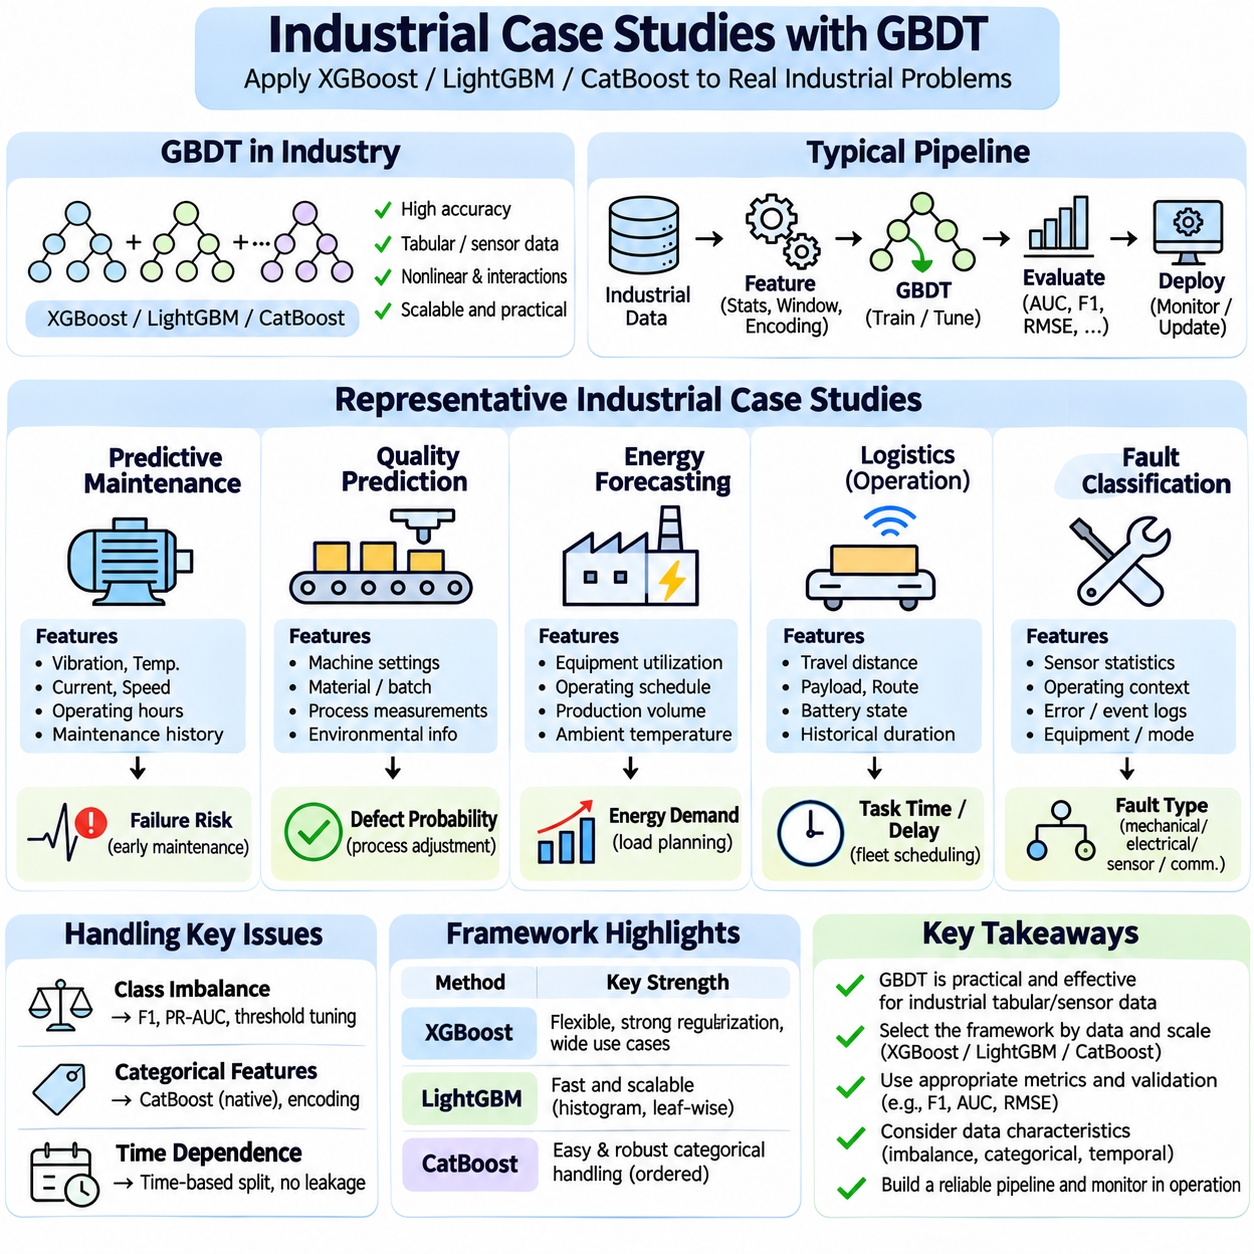 Industrial Case Studies with GBDT
Apply XGBoost / LightGBM / CatBoost to Real Industrial Problems
GBDT in Industry
XGBoost / LightGBM / CatBoost
High accuracy
Tabular / sensor data
Nonlinear & interactions
Scalable and practical
Typical Pipeline
Industrial
Data
Feature
(Stats, Window,
Encoding)
GBDT
(Train / Tune)
Evaluate
(AUC, F1,
RMSE, ...)
Deploy
(Monitor /
Update)
Representative Industrial Case Studies
Predictive
Maintenance
Features
• Vibration, Temp.
• Current, Speed
• Operating hours
• Maintenance history
Failure Risk
(early maintenance)
Quality
Prediction
Features
• Machine settings
• Material / batch
• Process measurements
• Environmental info
Defect Probability
(process adjustment)
Energy
Forecasting
Features
• Equipment utilization
• Operating schedule
• Production volume
• Ambient temperature
Energy Demand
(load planning)
Logistics
(Operation)
Features
• Travel distance
• Payload, Route
• Battery state
• Historical duration
Task Time /
Delay
(fleet scheduling)
Fault
Classification
Features
• Sensor statistics
• Operating context
• Error / event logs
• Equipment / mode
Fault Type
(mechanical/
electrical/
sensor / comm.)
Handling Key Issues
Class Imbalance
→ F1, PR-AUC, threshold tuning
Categorical Features
→ CatBoost (native), encoding
Time Dependence
→ Time-based split, no leakage
Framework Highlights
Method Key Strength
XGBoost
Flexible, strong regularization,
wide use cases
LightGBM
Fast and scalable
(histogram, leaf-wise)
CatBoost
Easy & robust categorical
handling (ordered)
Key Takeaways
GBDT is practical and effective
for industrial tabular/sensor data
Select the framework by data and scale
(XGBoost / LightGBM / CatBoost)
Use appropriate metrics and validation
(e.g., F1, AUC, RMSE)
Consider data characteristics
(imbalance, categorical, temporal)
Build a reliable pipeline and monitor in operation